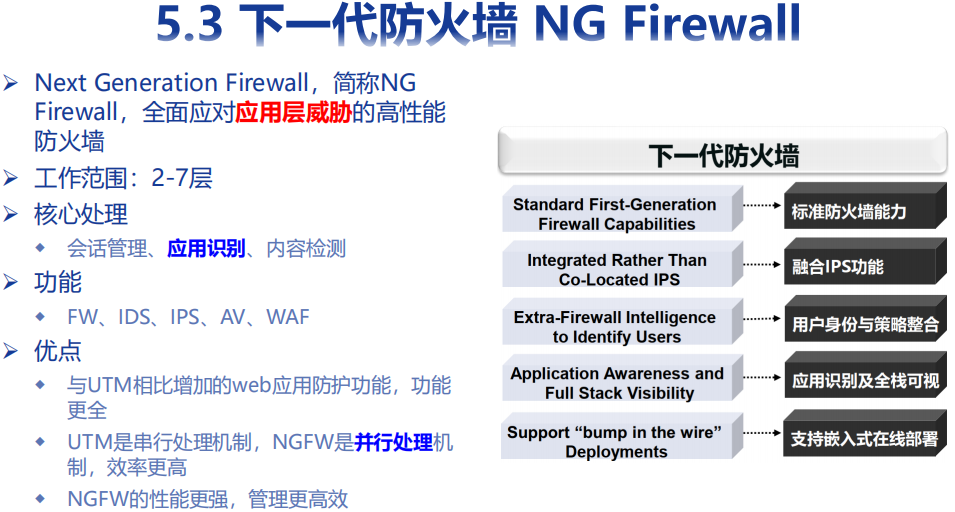 5.3 下一代防火墙 NG Firewall
Next Generation Firewall，简称NG
Firewall，全面应对应用层威胁的高性能
防火墙
工作范围：2-7层
核心处理
会话管理、应用识别、内容检测
功能
FW、IDS、IPS、AV、WAF
优点
与UTM相比增加的web应用防护功能，功能
更全
UTM是串行处理机制，NGFW是并行处理机
制，效率更高
NGFW的性能更强，管理更高效
下一代防火墙
Standard First-Generation
Firewall Capabilities
标准防火墙能力
Integrated Rather Than
Co-Located IPS
融合IPS功能
Extra-Firewall Intelligence
to Identify Users
用户身份与策略整合
Application Awareness and
Full Stack Visibility
应用识别及全栈可视
Support “bump in the wire”
Deployments
支持嵌入式在线部署